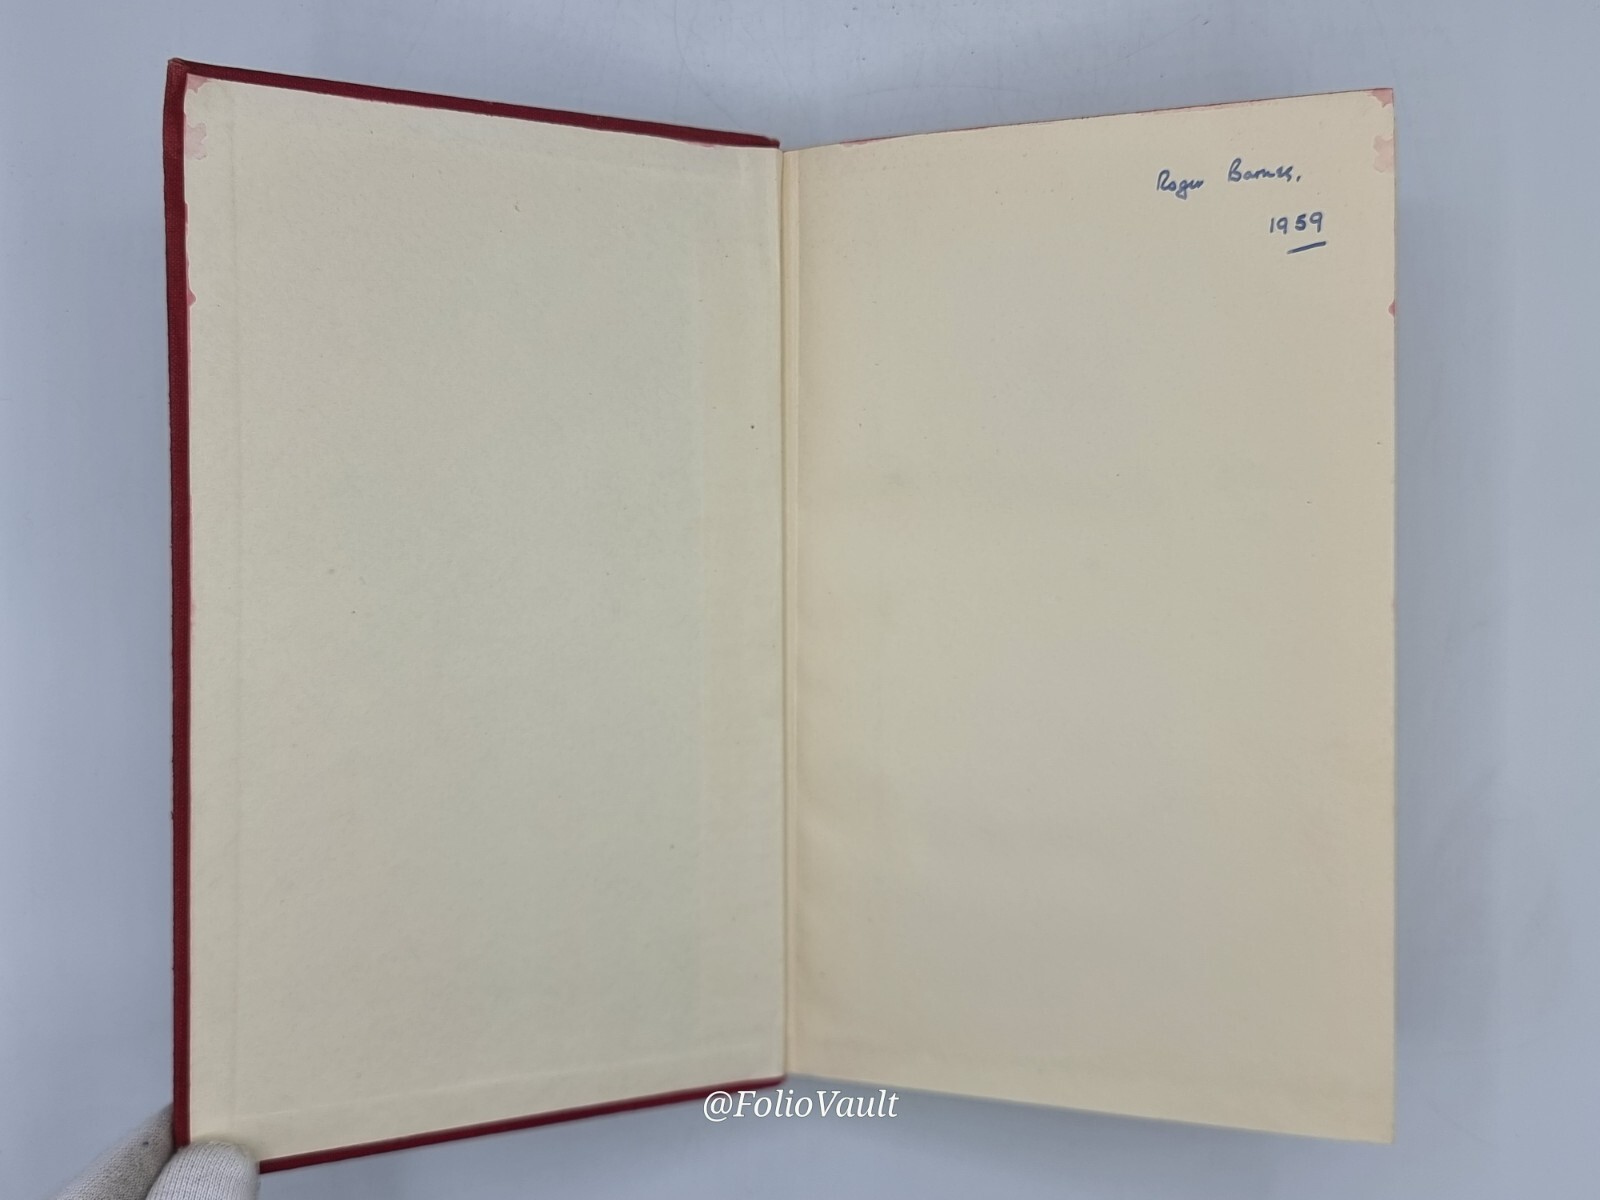 Roger Barnes.
1959
@FolioVault